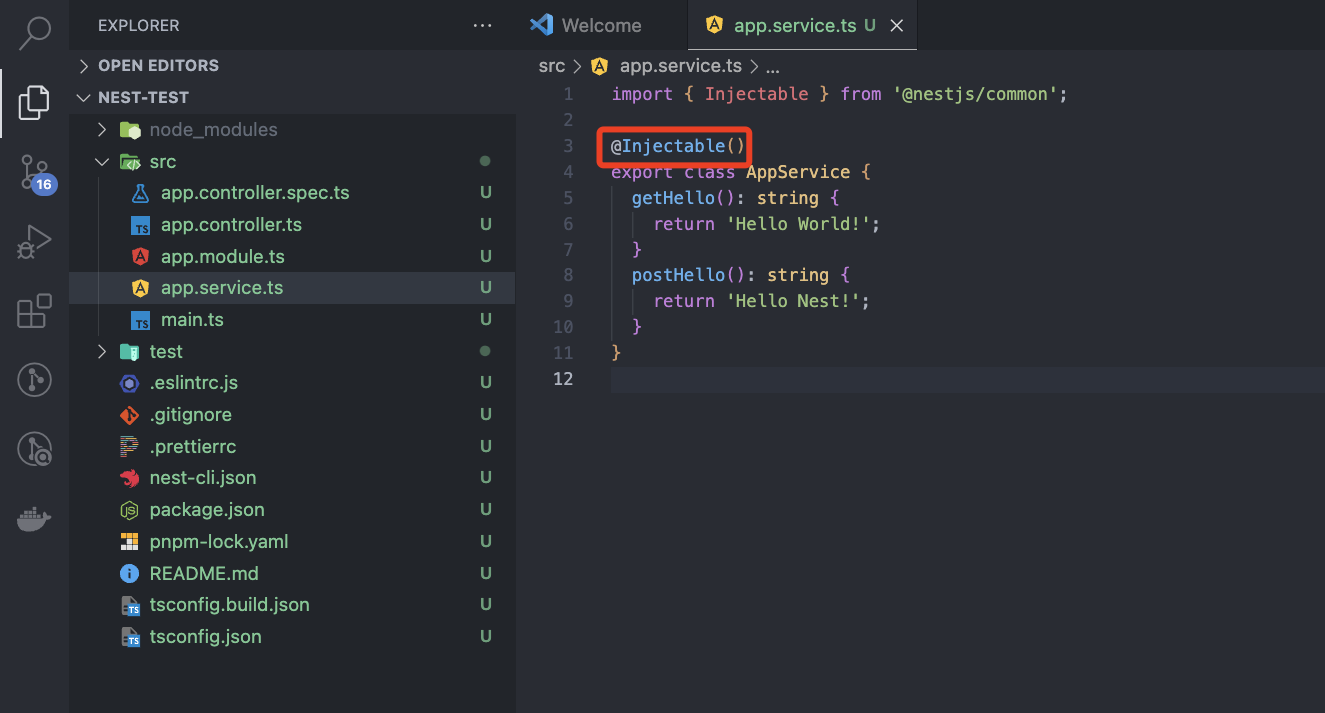 EXPLORER
···
OPEN EDITORS
NEST-TEST
node_modules
src
app.controller.spec.ts U
app.controller.ts U
app.module.ts U
app.service.ts U
main.ts U
test
.eslintrc.js U
.gitignore U
.prettierrc U
nest-cli.json U
package.json U
pnpm-lock.yaml U
README.md U
tsconfig.build.json U
tsconfig.json U
16
Welcome
app.service.ts U
src > app.service.ts > ...
1 import { Injectable } from '@nestjs/common';
2
3 @Injectable()
4 export class AppService {
5 getHello(): string {
6 return 'Hello World!';
7 }
8 postHello(): string {
9 return 'Hello Nest!';
10 }
11 }
12